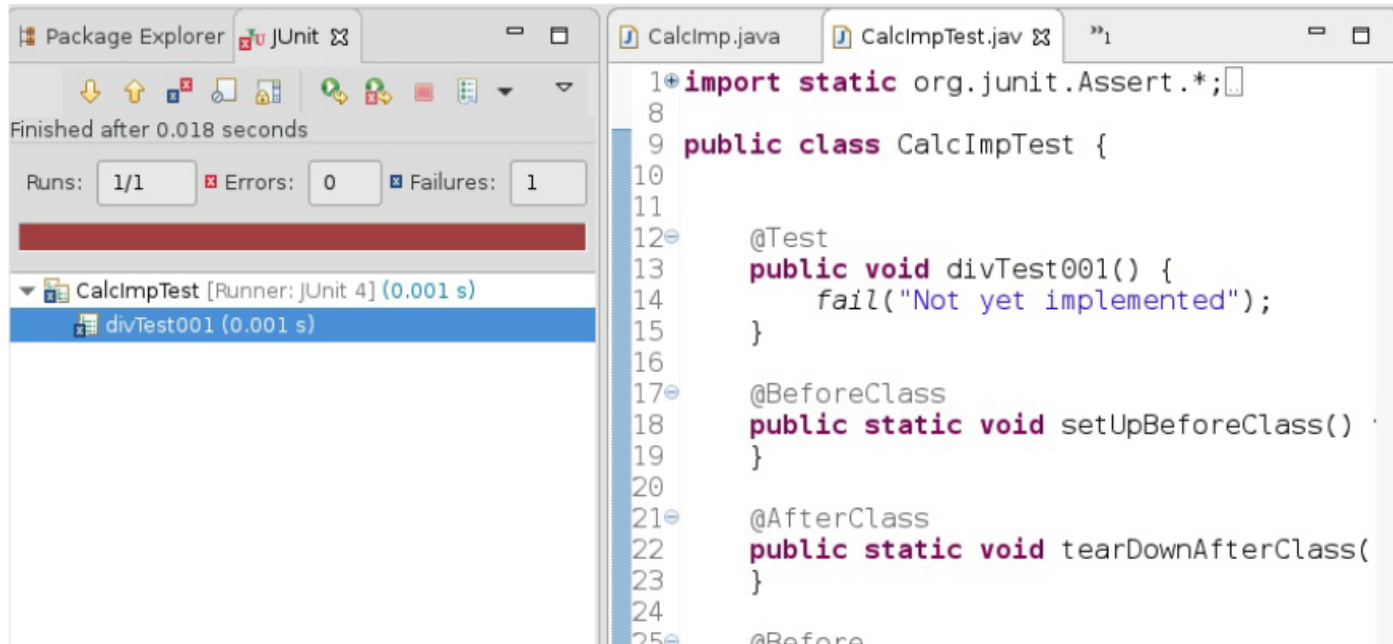 Package Explorer JUnit
Finished after 0.018 seconds
Runs: 1/1 Errors: 0 Failures: 1
CalcImpTest [Runner: JUnit 4] (0.001 s)
divTest001 (0.001 s)
CalcImp.java CalcImpTest.jav »1
1 import static org.junit.Assert.*;
8
9 public class CalcImpTest {
10
11
12 @Test
13 public void divTest001() {
14 fail("Not yet implemented");
15 }
16
17 @BeforeClass
18 public static void setUpBeforeClass()
19 }
20
21 @AfterClass
22 public static void tearDownAfterClass(
23 }
24
25 @Before